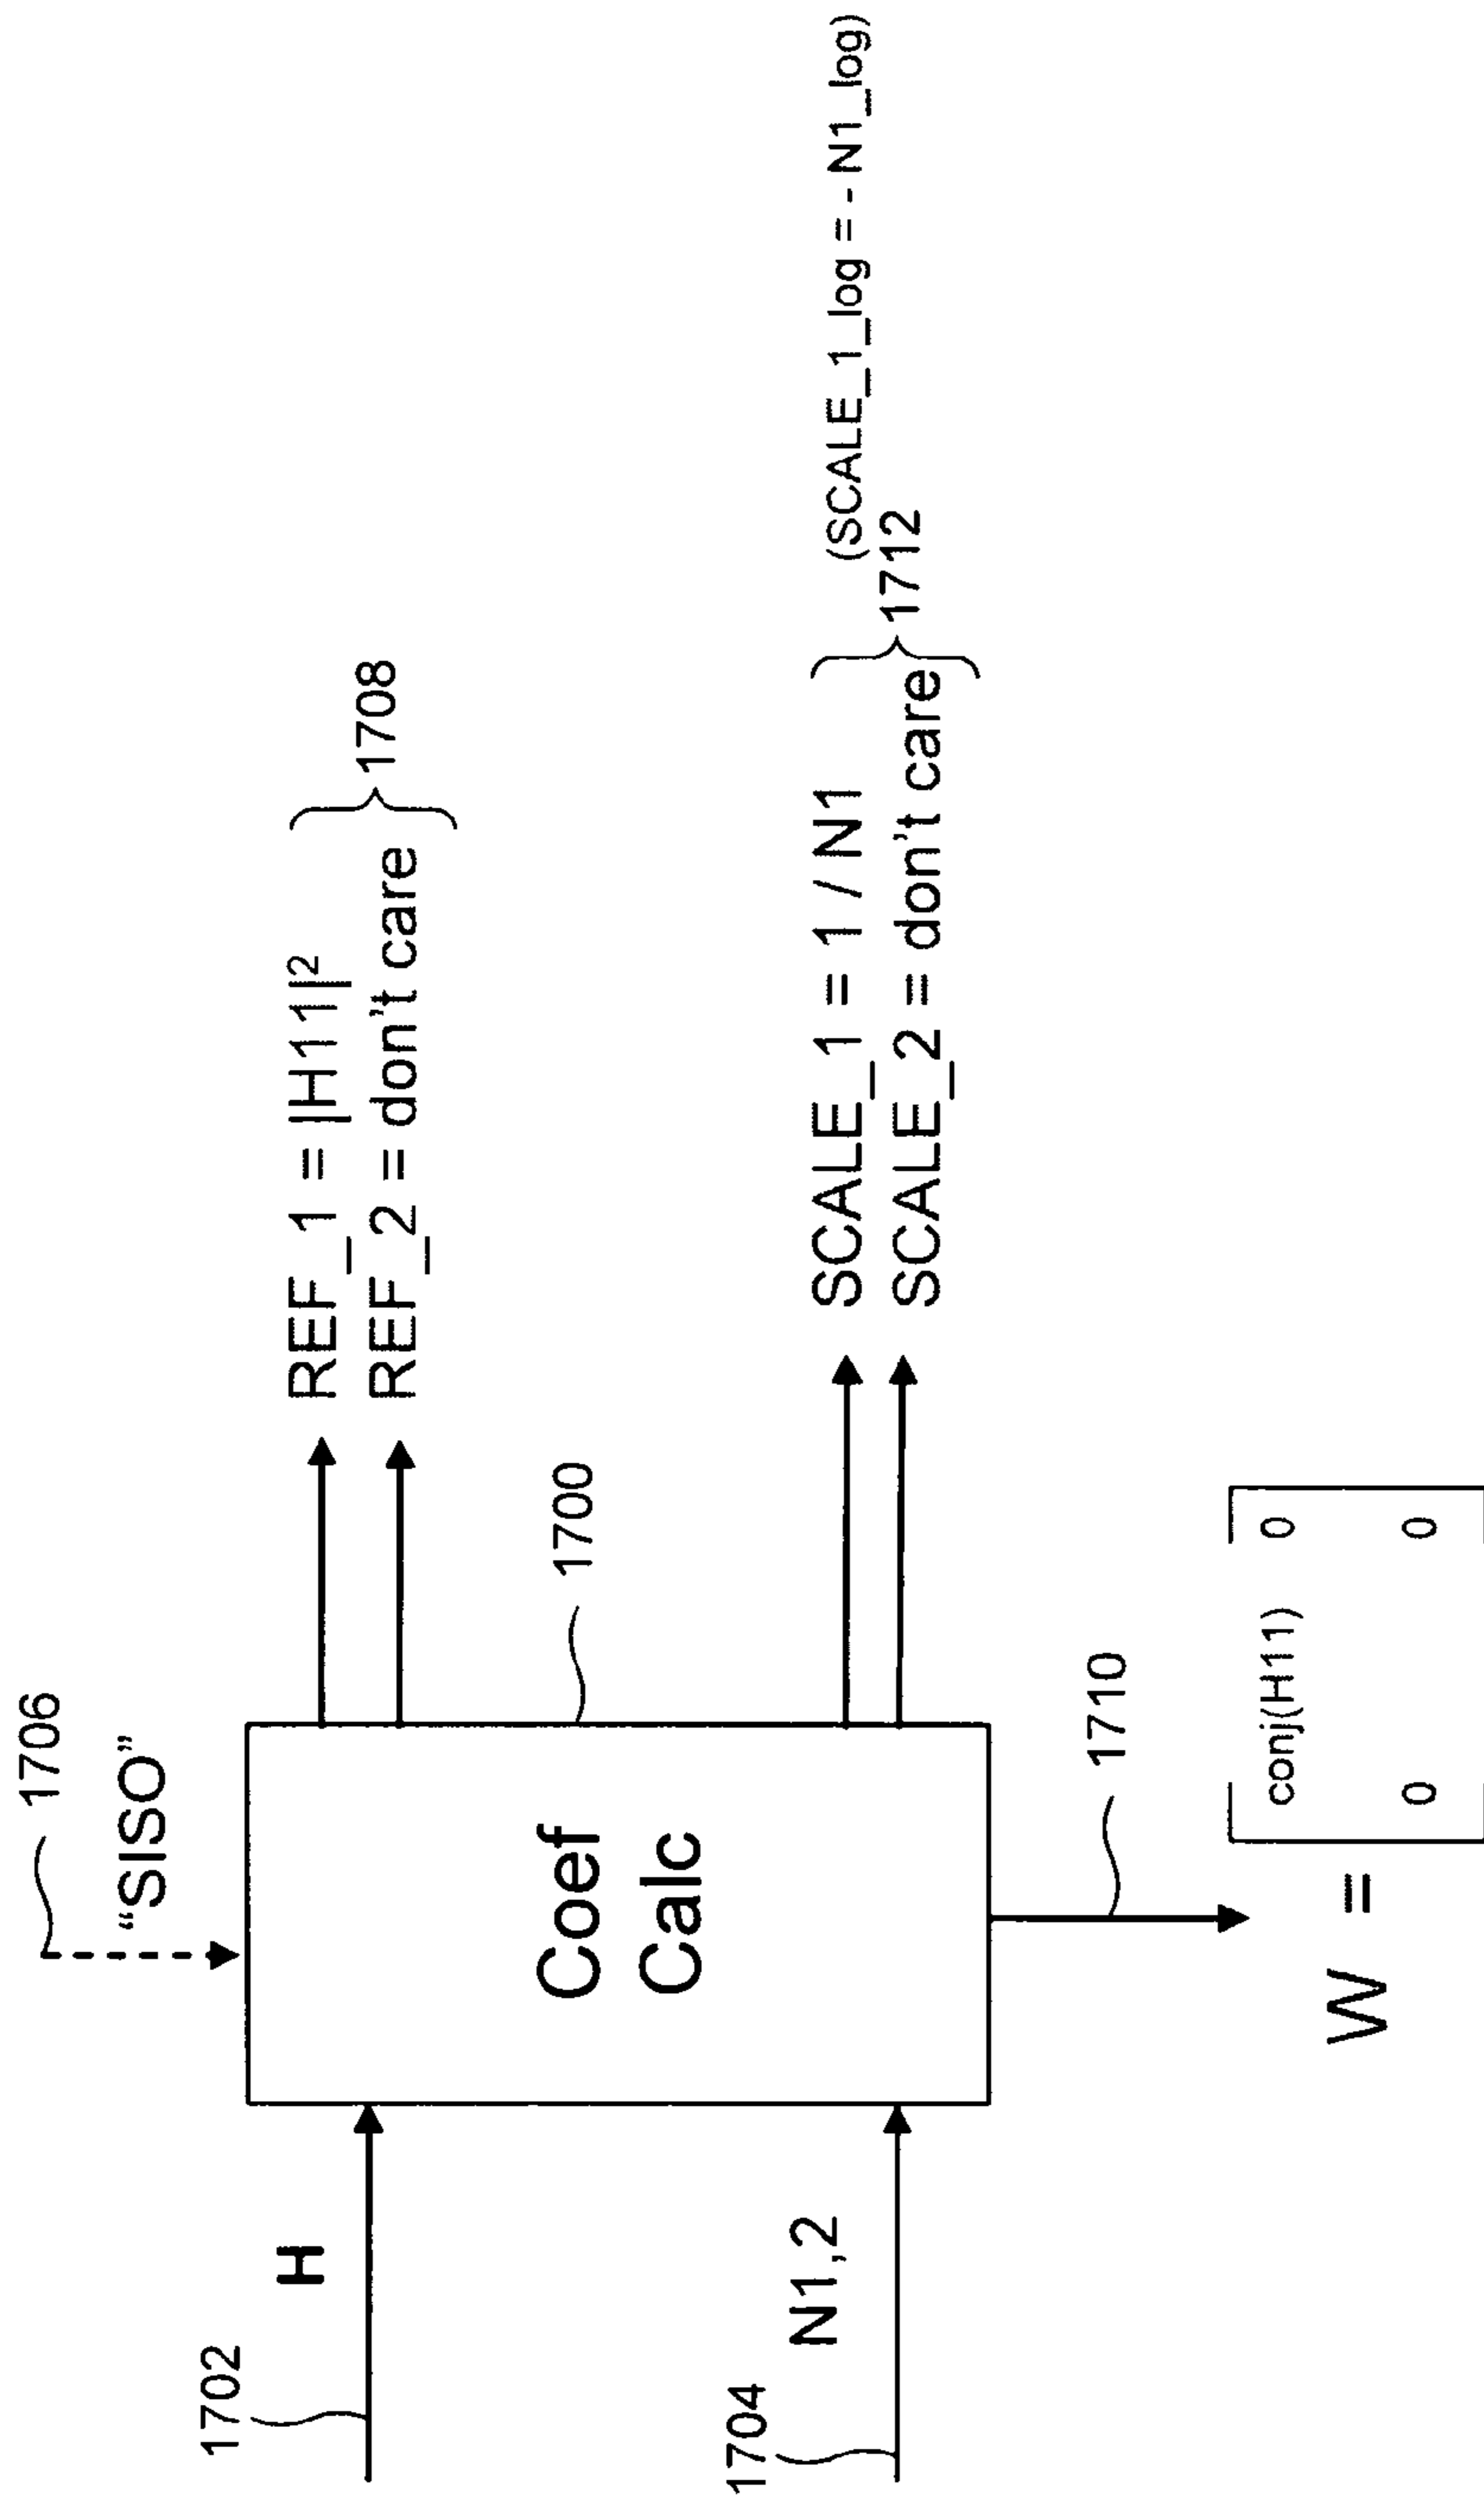 1706
"SISO"
1702
H
1704
N1,2
Coef
Calc
1700
REF_1 = |H11|²
REF_2 = don't care
1708
SCALE_1 = 1 / N1
SCALE_2 = don't care
1712
(SCALE_1_log = - N1_log)
1710
W =
conj(H11) 0
0 0